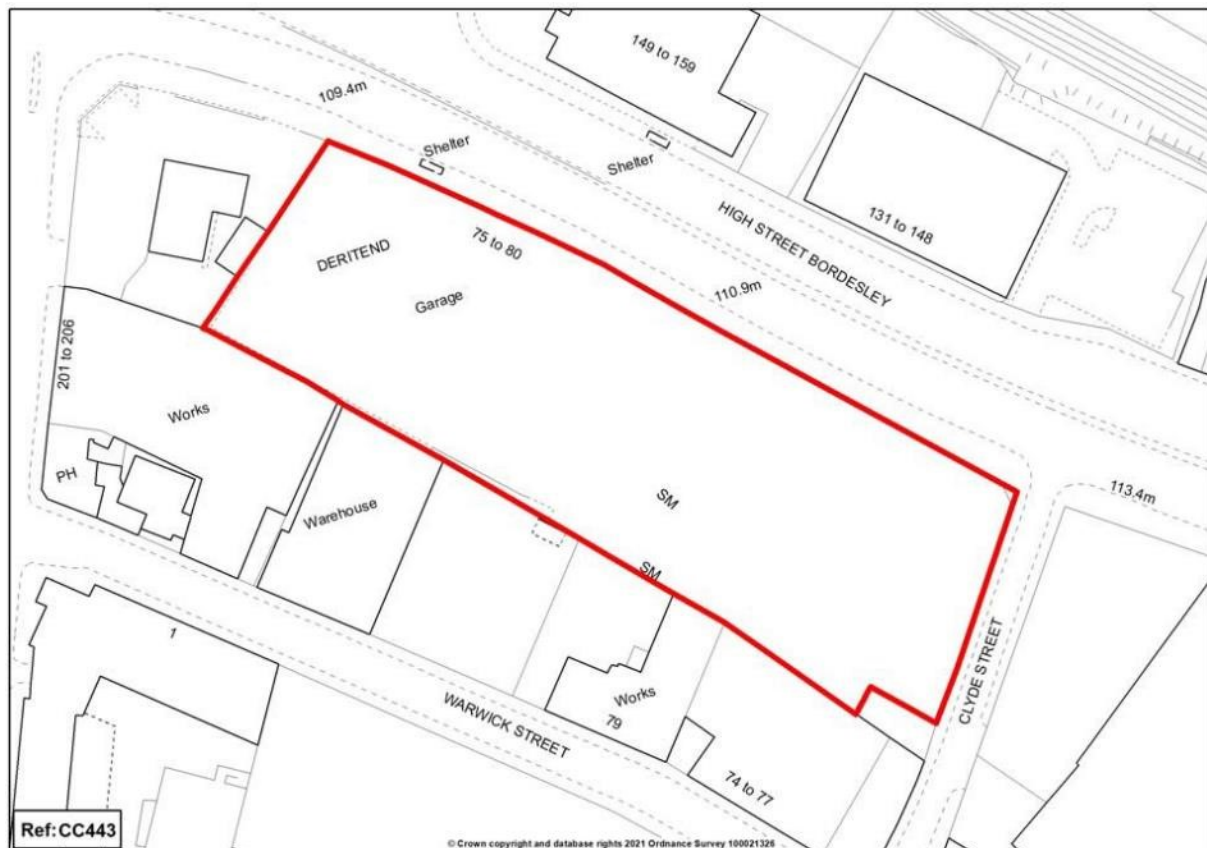 149 to 159
109.4m
Shelter
Shelter
131 to 148
HIGH STREET BORDESLEY
75 to 80
DERITEND
Garage
110.9m
201 to 206
Works
PH
Warehouse
SM
SM
113.4m
CLYDE STREET
1
WARWICK STREET
Works
79
74 to 77
Ref:CC443
© Crown copyright and database rights 2021 Ordnance Survey 100021326